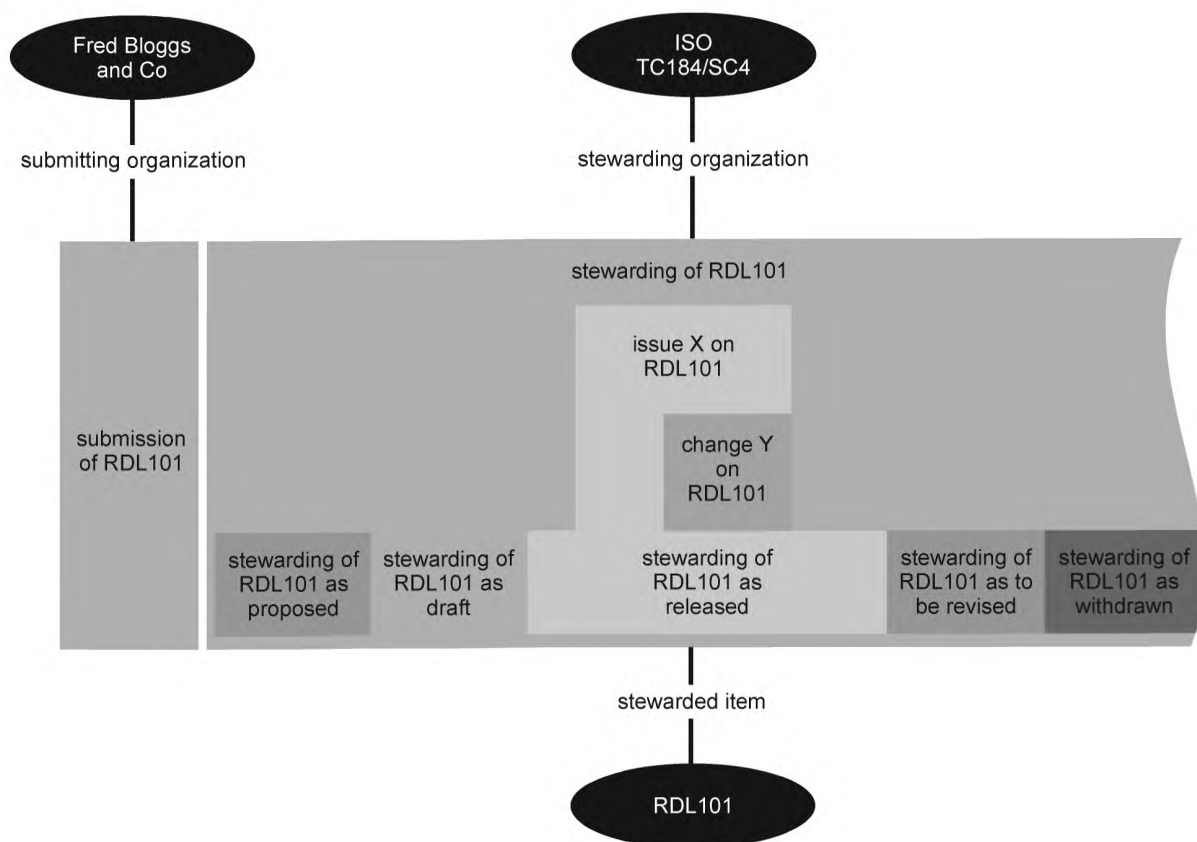 Fred Bloggs
and Co
ISO
TC184/SC4
submitting organization
stewarding organization
stewarding of RDL101
issue X on
RDL101
submission
of RDL101
change Y
on
RDL101
stewarding of
RDL101 as
proposed
stewarding of
RDL101 as
draft
stewarding of
RDL101 as
released
stewarding of
RDL101 as to
be revised
stewarding of
RDL101 as
withdrawn
stewarded item
RDL101